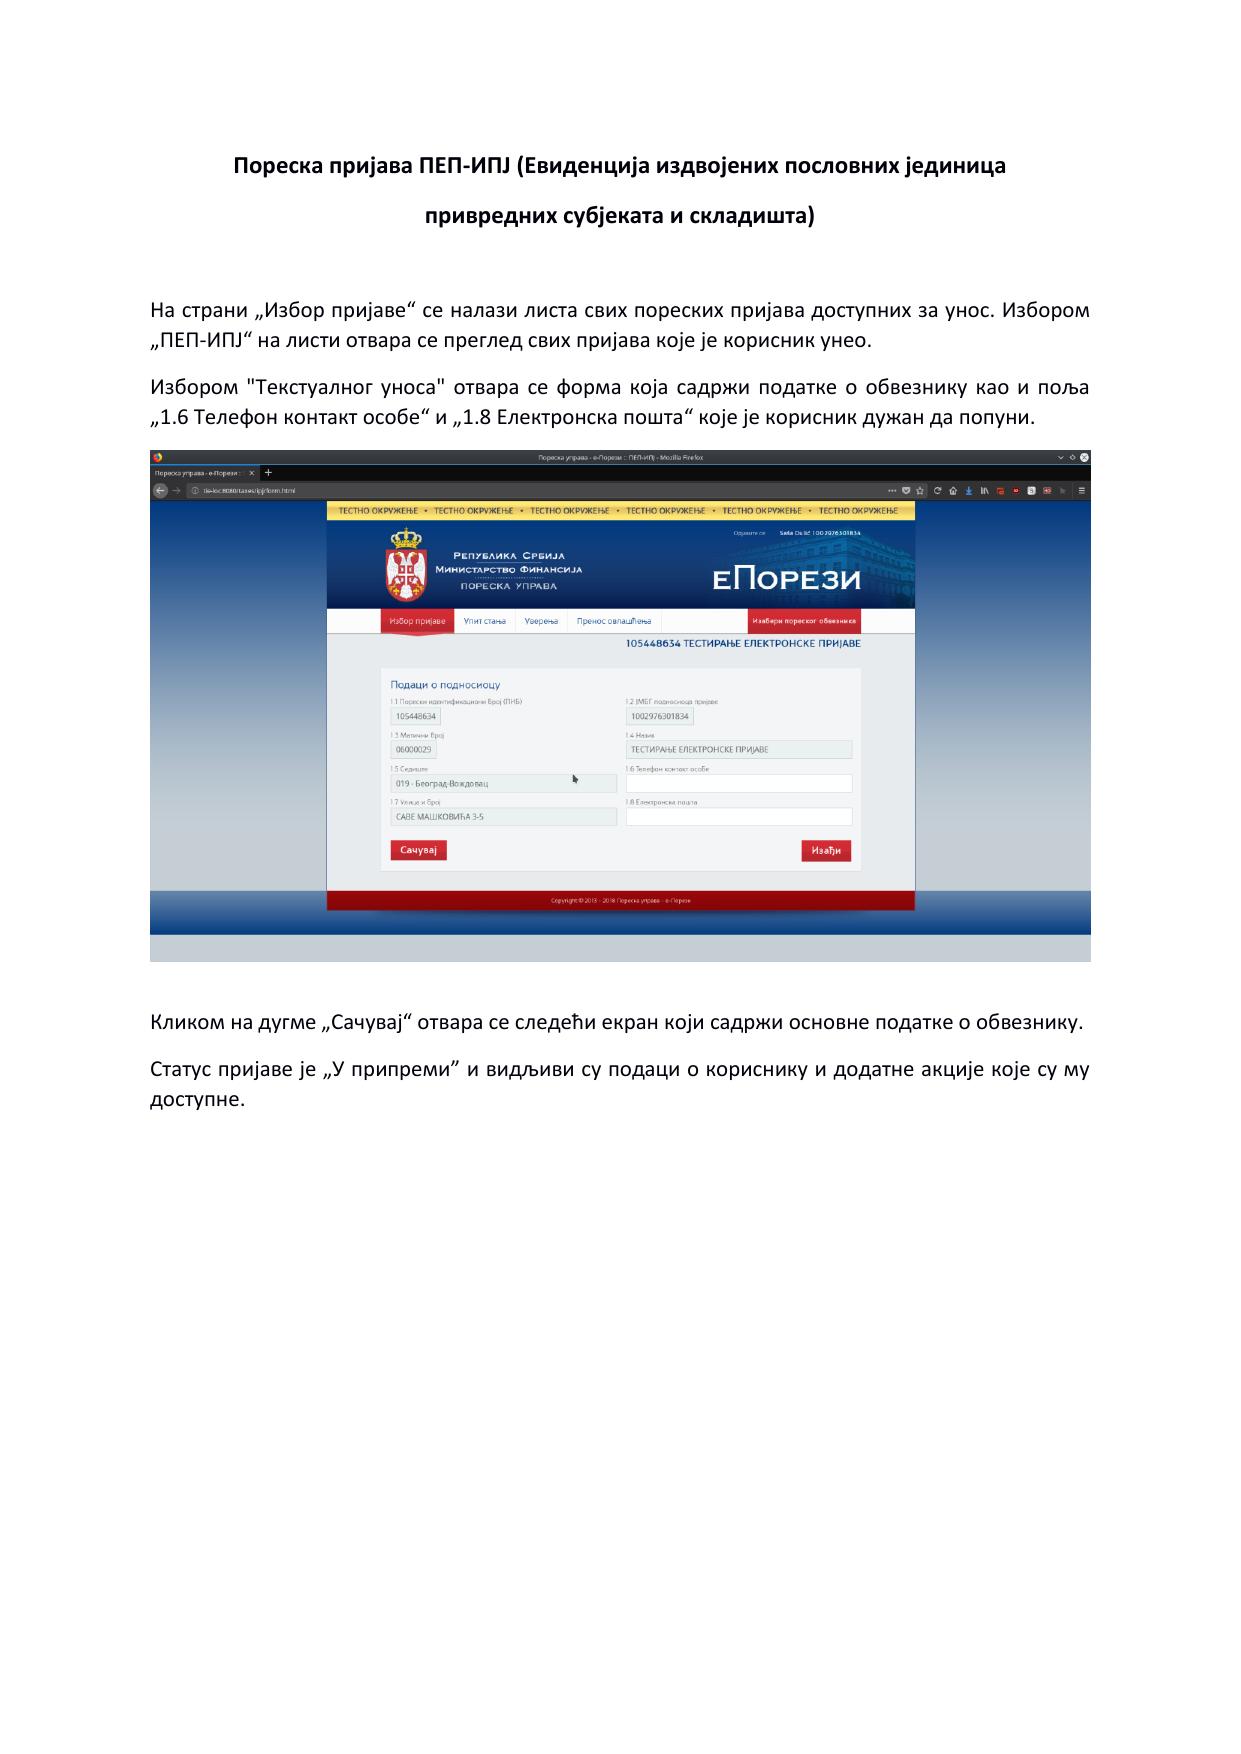 Пореска пријава ПЕП-ИПЈ (Евиденција издвојених пословних јединица
привредних субјеката и складишта)
На страни „Избор пријаве“ се налази листа свих пореских пријава доступних за унос. Избором
„ПЕП-ИПЈ“ на листи отвара се преглед свих пријава које је корисник унео.
Избором "Текстуалног уноса" отвара се форма која садржи податке о обвезнику као и поља
„1.6 Телефон контакт особе“ и „1.8 Електронска пошта“ које је корисник дужан да попуни.
Пореска управа - е-Порези :: ПЕП-ИПЈ - Mozilla Firefox
Пореска управа - е-Порези ::
ТЕСТНО ОКРУЖЕЊЕ • ТЕСТНО ОКРУЖЕЊЕ • ТЕСТНО ОКРУЖЕЊЕ • ТЕСТНО ОКРУЖЕЊЕ • ТЕСТНО ОКРУЖЕЊЕ • ТЕСТНО ОКРУЖЕЊЕ
Одјавите се 1002976301834
Република Србија
Министарство Финансија
ПОРЕСКА УПРАВА
еПорези
Избор пријаве Упит стања Уверења Пренос овлашћења Изабери пореског обвезника
105448634 ТЕСТИРАЊЕ ЕЛЕКТРОНСКЕ ПРИЈАВЕ
Подаци о подносиоцу
1.1 Порески идентификациони број (ПИБ) 1.2 ЈМБГ подносиоца пријаве
105448634 1002976301834
1.3 Матични број 1.4 Назив
06000029 ТЕСТИРАЊЕ ЕЛЕКТРОНСКЕ ПРИЈАВЕ
1.5 Седиште 1.6 Телефон контакт особе
019 - Београд-Вождовац
1.7 Улица и број 1.8 Електронска пошта
САВЕ МАШКОВИЋА 3-5
Сачувај Изађи
Copyright © 2013 - 2018 Пореска управа - е-Порези
Кликом на дугме „Сачувај“ отвара се следећи екран који садржи основне податке о обвезнику.
Статус пријаве је „У припреми” и видљиви су подаци о кориснику и додатне акције које су му
доступне.